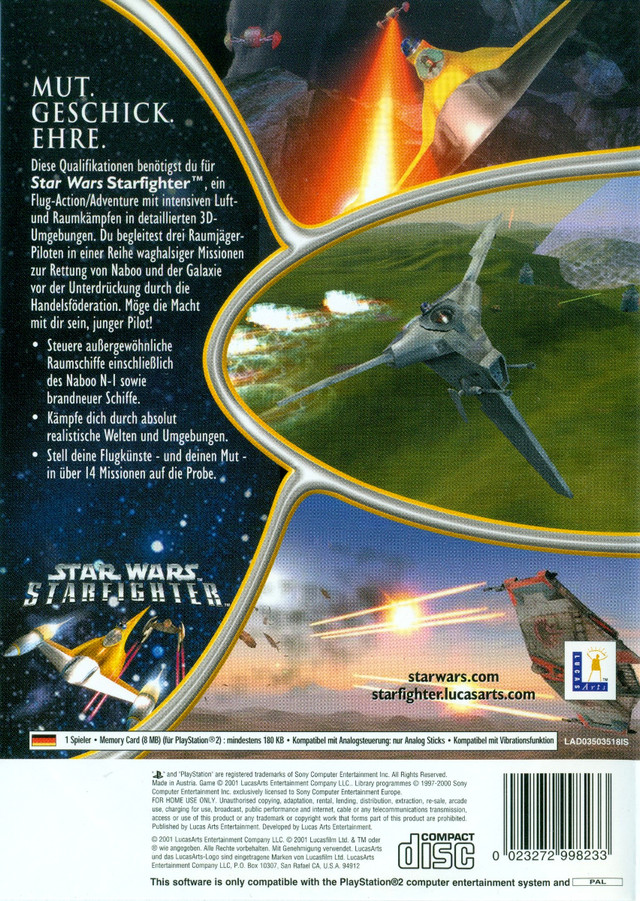 MUT.
GESCHICK.
EHRE.
Diese Qualifikationen benötigst du für
Star Wars Starfighter™, ein
Flug-Action/Adventure mit intensiven Luft-
und Raumkämpfen in detaillierten 3D-
Umgebungen. Du begleitest drei Raumjäger-
Piloten in einer Reihe waghalsiger Missionen
zur Rettung von Naboo und der Galaxie
vor der Unterdrückung durch die
Handelsföderation. Möge die Macht
mit dir sein, junger Pilot!
• Steuere außergewöhnliche
Raumschiffe einschließlich
des Naboo N-1 sowie
brandneuer Schiffe.
• Kämpfe dich durch absolut
realistische Welten und Umgebungen.
• Stell deine Flugkünste - und deinen Mut -
in über 14 Missionen auf die Probe.
STAR WARS™
STARFIGHTER™
starwars.com
starfighter.lucasarts.com
LUCAS
Arts™
1 Spieler • Memory Card (8 MB) (für PlayStation®2) : mindestens 180 KB • Kompatibel mit Analogsteuerung: nur Analog Sticks • Kompatibel mit Vibrationsfunktion
LAD03503518IS
" " and "PlayStation" are registered trademarks of Sony Computer Entertainment Inc. All Rights Reserved.
Made in Austria. Game © 2001 LucasArts Entertainment Company LLC.. Library programmes © 1997-2000 Sony
Computer Entertainment Inc. exclusively licensed to Sony Computer Entertainment Europe.
FOR HOME USE ONLY. Unauthorised copying, adaptation, rental, lending, distribution, extraction, re-sale, arcade
use, charging for use, broadcast, public performance and internet, cable or any telecommunications transmission,
access or use of this product or any trademark or copyright work that forms part of this product are prohibited.
Published by Lucas Arts Entertainment. Developed by Lucas Arts Entertainment.
© 2001 LucasArts Entertainment Company LLC. © 2001 Lucasfilm Ltd. & TM oder
® wie angegeben. Alle Rechte vorbehalten. Mit Genehmigung verwendet. LucasArts
und das LucasArts-Logo sind eingetragene Marken von Lucasfilm Ltd. LucasArts
Entertainment Company LLC. P.O. Box 10307, San Rafael CA. U.S.A. 94912
COMPACT
disc
0 023272 998233
This software is only compatible with the PlayStation®2 computer entertainment system and PAL